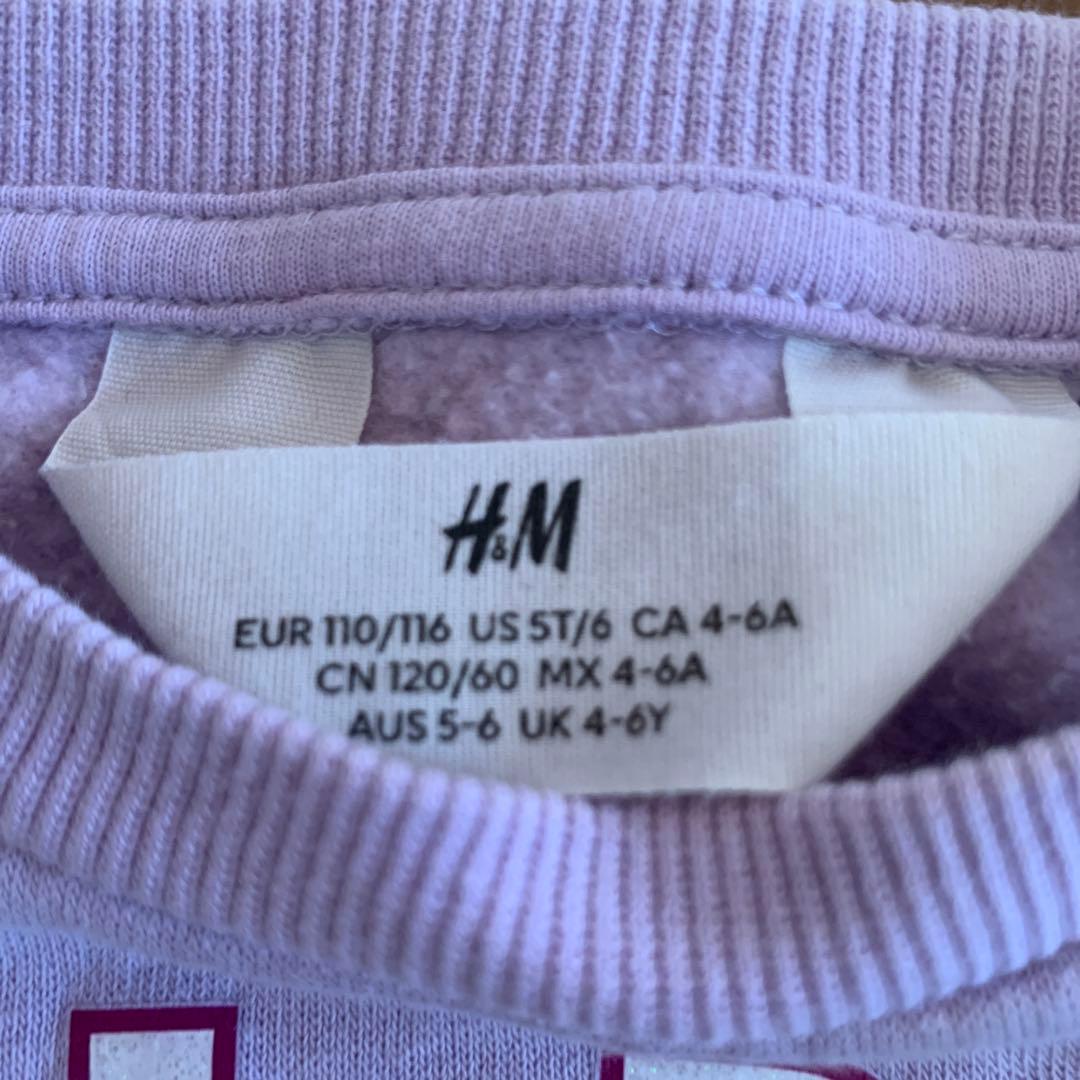 H&M
EUR 110/116 US 5T/6 CA 4-6A
CN 120/60 MX 4-6A
AUS 5-6 UK 4-6Y